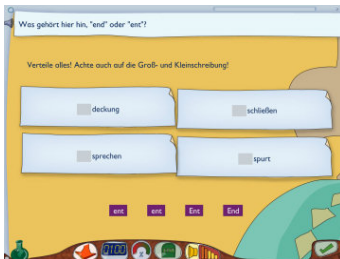 Was gehört hier hin, "end" oder "ent"?
Verteile alles! Achte auch auf die Groß- und Kleinschreibung!
deckung
schließen
sprechen
spurt
ent ent Ent End